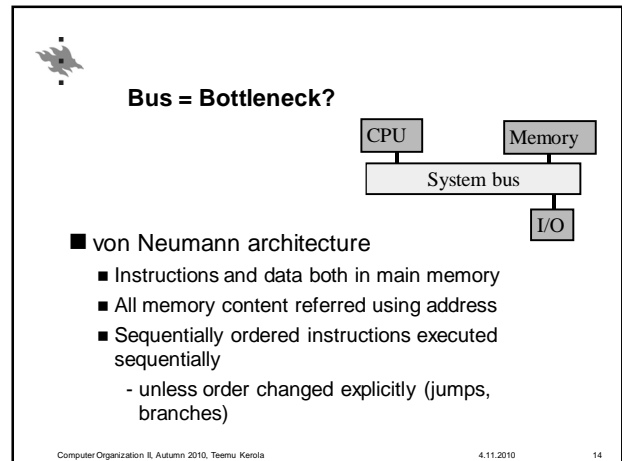 Bus = Bottleneck?
CPU
Memory
System bus
I/O
von Neumann architecture
Instructions and data both in main memory
All memory content referred using address
Sequentially ordered instructions executed
sequentially
- unless order changed explicitly (jumps,
branches)
Computer Organization II, Autumn 2010, Teemu Kerola 4.11.2010 14